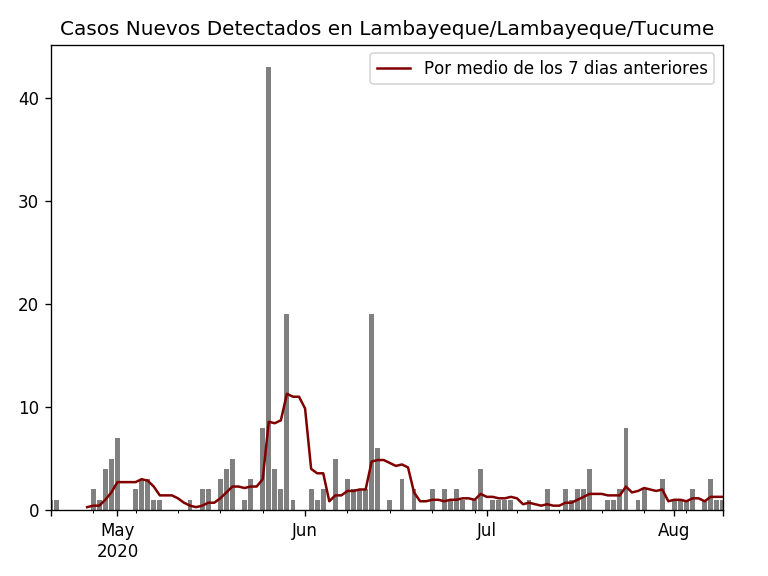 Casos Nuevos Detectados en Lambayeque/Lambayeque/Tucume
Por medio de los 7 dias anteriores
40
30
20
10
0
May Jun Jul Aug
2020